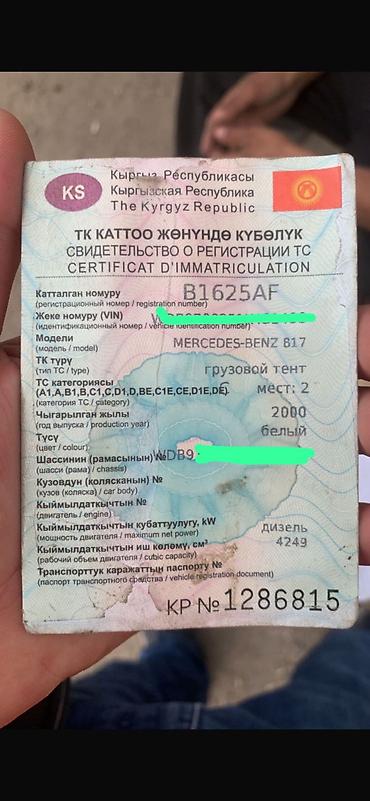 KS
Кыргыз Республикасы
Кыргызская Республика
The Kyrgyz Republic
ТК КАТТОО ЖӨНҮНДӨ КҮБӨЛҮК
СВИДЕТЕЛЬСТВО О РЕГИСТРАЦИИ ТС
CERTIFICAT D'IMMATRICULATION
Катталган номуру B1625AF
(регистрационный номер / registration number)
Жеке номуру (VIN)
(идентификационный номер / vehicle identification number)
Модели MERCEDES-BENZ 817
(модель / model)
ТК түрү грузовой тент
(тип ТС / type)
ТС категориясы
(A1,A,B1,B,C1,C,D1,D,BE,C1E,CE,D1E,DE) C мест: 2
(категория ТС / category)
Чыгарылган жылы 2000
(год выпуска / production year)
Түсү белый
(цвет / colour)
Шассинин (рамасынын) № WDB9
(шасси (рама) / chassis)
Кузовдун (колясканын) №
(кузов (коляска) / car body)
Кыймылдаткычтын №
(двигатель / engine)
Кыймылдаткычтын кубаттуулугу, kW
(мощность двигателя / maximum net power) дизель
Кыймылдаткычтын иш көлөмү, см³ 4249
(рабочий объем двигателя / cubic capacity)
Транспорттук каражаттын паспорту №
(паспорт транспортного средства / vehicle registration document)
КР № 1286815